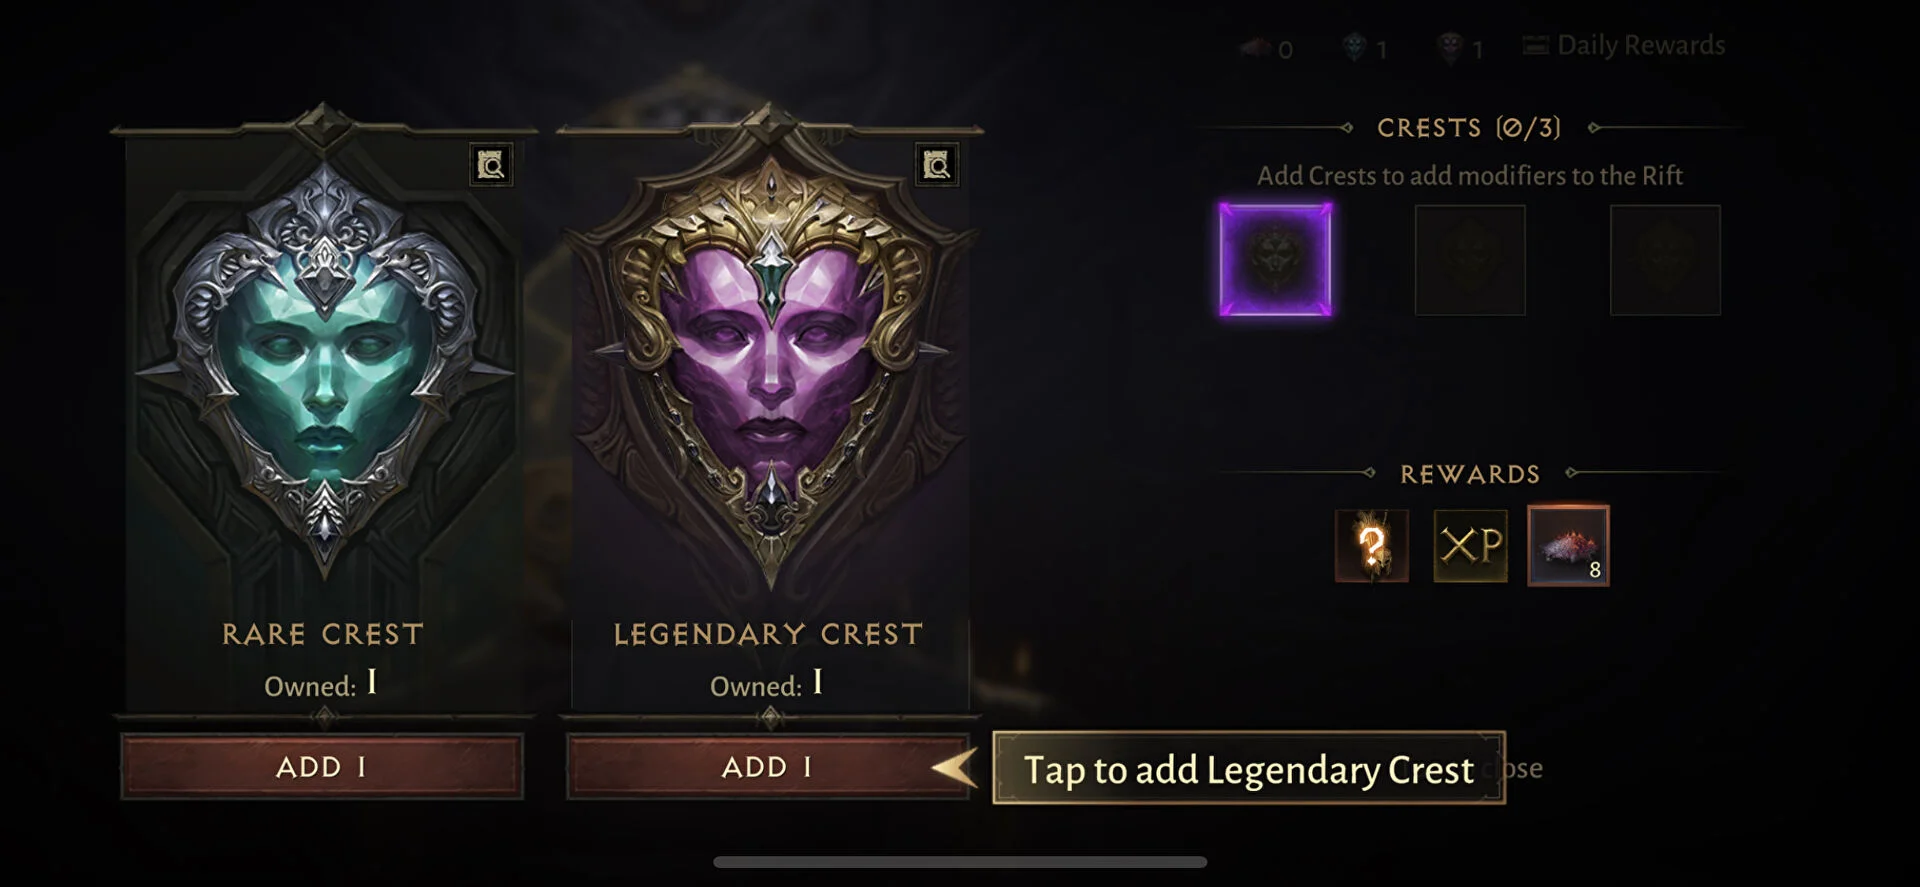 0 1 1 Daily Rewards
CRESTS (0/3)
Add Crests to add modifiers to the Rift
REWARDS
?
XP
8
RARE CREST
Owned: 1
ADD 1
LEGENDARY CREST
Owned: 1
ADD 1
Tap to add Legendary Crest